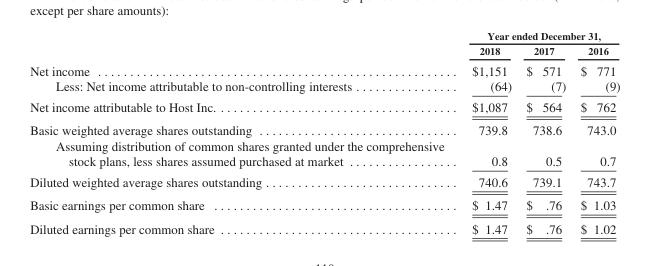 except per share amounts):
Year ended December 31,
2018 2017 2016
Net income $1,151 $ 571 $ 771
Less: Net income attributable to non-controlling interests (64) (7) (9)
Net income attributable to Host Inc. $1,087 $ 564 $ 762
Basic weighted average shares outstanding 739.8 738.6 743.0
Assuming distribution of common shares granted under the comprehensive
stock plans, less shares assumed purchased at market 0.8 0.5 0.7
Diluted weighted average shares outstanding 740.6 739.1 743.7
Basic earnings per common share $ 1.47 $ .76 $ 1.03
Diluted earnings per common share $ 1.47 $ .76 $ 1.02